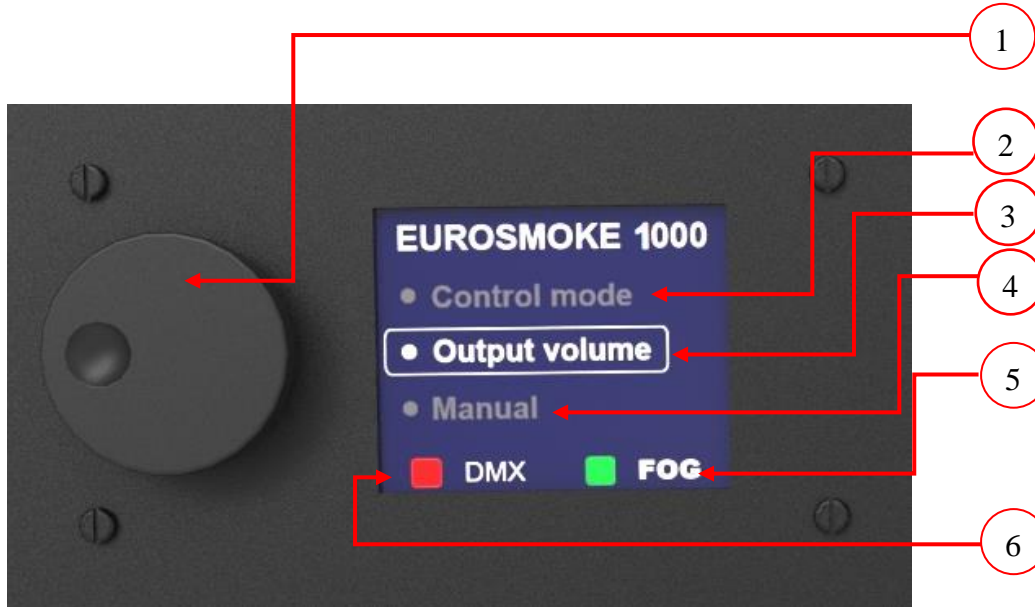 1
2
EUROSMOKE 1000
3
Control mode
4
Output volume
5
Manual
DMX FOG
6